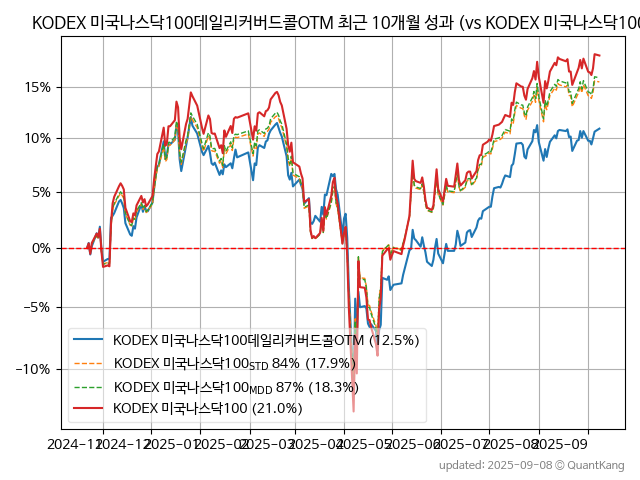 KODEX 미국나스닥100데일리커버드콜OTM 최근 10개월 성과 (vs KODEX 미국나스닥100
15%
10%
5%
0%
−5%
−10%
KODEX 미국나스닥100데일리커버드콜OTM (12.5%)
KODEX 미국나스닥100STD 84% (17.9%)
KODEX 미국나스닥100MDD 87% (18.3%)
KODEX 미국나스닥100 (21.0%)
2024-11 2024-12 2025-01 2025-02 2025-03 2025-04 2025-05 2025-06 2025-07 2025-08 2025-09
updated: 2025-09-08 © QuantKang